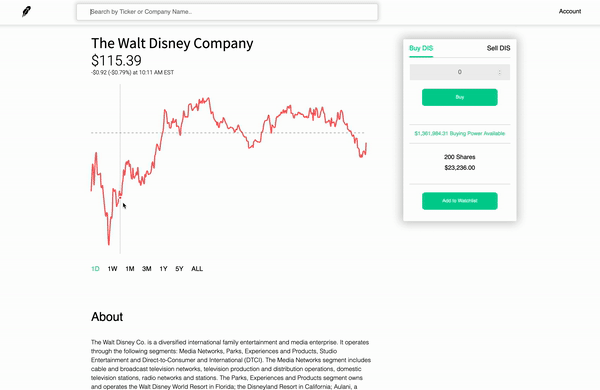 Search by Ticker or Company Name..
Account
The Walt Disney Company
$115.39
-$0.92 (-$0.79%) at 10:11 AM EST
1D 1W 1M 3M 1Y 5Y ALL
Buy DIS Sell DIS
0
Buy
$1,361,984.31 Buying Power Available
200 Shares
$23,236.00
Add to Watchlist
About
The Walt Disney Co. is a diversified international family entertainment and media enterprise. It operates
through the following segments: Media Networks, Parks, Experiences and Products, Studio
Entertainment and Direct-to-Consumer and International (DTCI). The Media Networks segment includes
cable and broadcast television networks, television production and distribution operations, domestic
television stations, radio networks and stations. The Parks, Experiences and Products segment owns
and operates the Walt Disney World Resort in Florida; the Disneyland Resort in California; Aulani, a